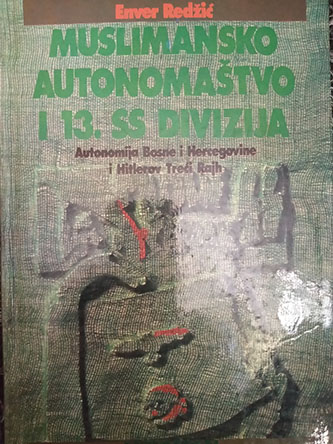 Enver Redžić
MUSLIMANSKO
AUTONOMAŠTVO
I 13. SS DIVIZIJA
Autonomija Bosne i Hercegovine
i Hitlerov Treći Rajh